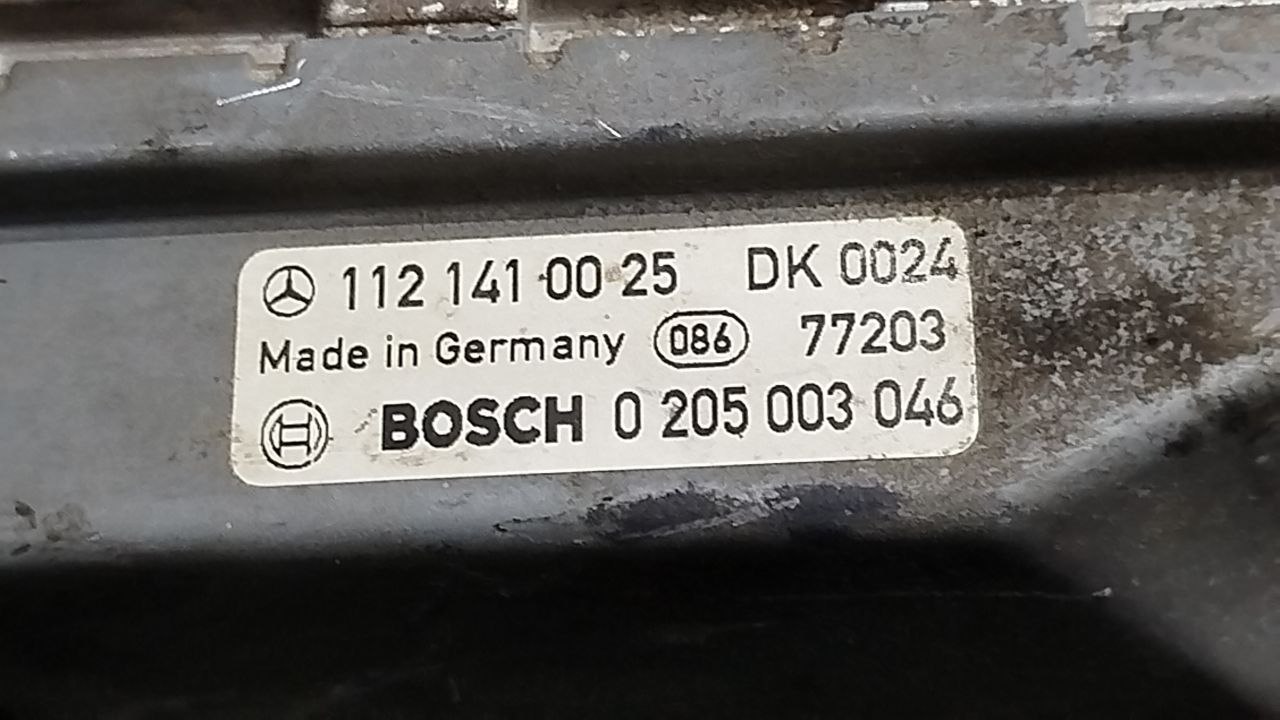 112 141 00 25 DK 0024
Made in Germany 086 77203
BOSCH 0 205 003 046